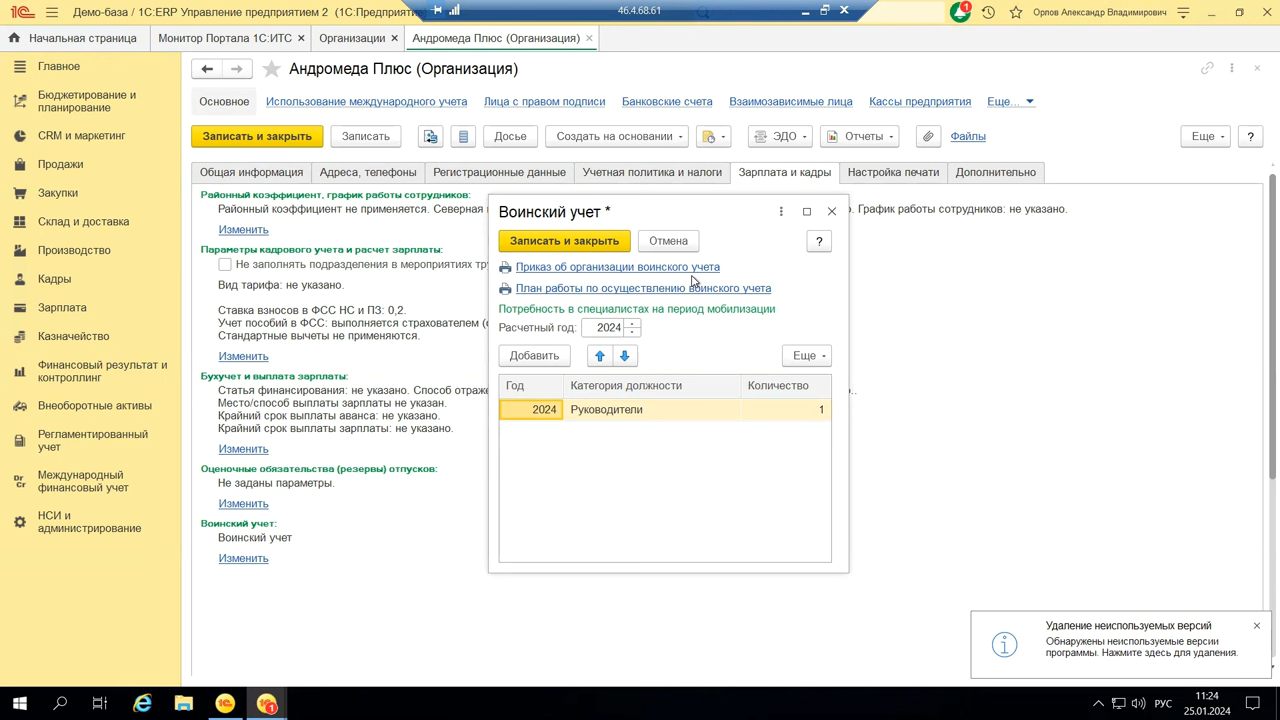 Демо-база / 1С:ERP Управление предприятием 2 (1С:Предприятие
46.4.68.61
1
Орлов Александр Владимирович
Начальная страница
Монитор Портала 1С:ИТС ×
Организации ×
Андромеда Плюс (Организация) ×
Главное
Бюджетирование и
планирование
CRM и маркетинг
Продажи
Закупки
Склад и доставка
Производство
Кадры
Зарплата
Казначейство
Финансовый результат и
контроллинг
Внеоборотные активы
Регламентированный
учет
Международный
финансовый учет
НСИ и
администрирование
Андромеда Плюс (Организация)
Основное Использование международного учета Лица с правом подписи Банковские счета Взаимозависимые лица Кассы предприятия Еще...
Записать и закрыть Записать Досье Создать на основании ЭДО Отчеты Файлы Еще ?
Общая информация Адреса, телефоны Регистрационные данные Учетная политика и налоги Зарплата и кадры Настройка печати Дополнительно
Районный коэффициент, график работы сотрудников:
Районный коэффициент не применяется. Северная
График работы сотрудников: не указано.
Изменить
Параметры кадрового учета и расчет зарплаты:
Не заполнять подразделения в мероприятиях тру
Вид тарифа: не указано.
Ставка взносов в ФСС НС и ПЗ: 0,2.
Учет пособий в ФСС: выполняется страхователем (
Стандартные вычеты не применяются.
Изменить
Бухучет и выплата зарплаты:
Статья финансирования: не указано. Способ отраже
Место/способ выплаты зарплаты не указан.
Крайний срок выплаты аванса: не указано.
Крайний срок выплаты зарплаты: не указано.
Изменить
Оценочные обязательства (резервы) отпусков:
Не заданы параметры.
Изменить
Воинский учет:
Воинский учет
Изменить
Воинский учет *
Записать и закрыть Отмена ?
Приказ об организации воинского учета
План работы по осуществлению воинского учета
Потребность в специалистах на период мобилизации
Расчетный год: 2024
Добавить Еще
Год Категория должности Количество
2024 Руководители 1
Удаление неиспользуемых версий
Обнаружены неиспользуемые версии
программы. Нажмите здесь для удаления.
РУС
11:24
25.01.2024